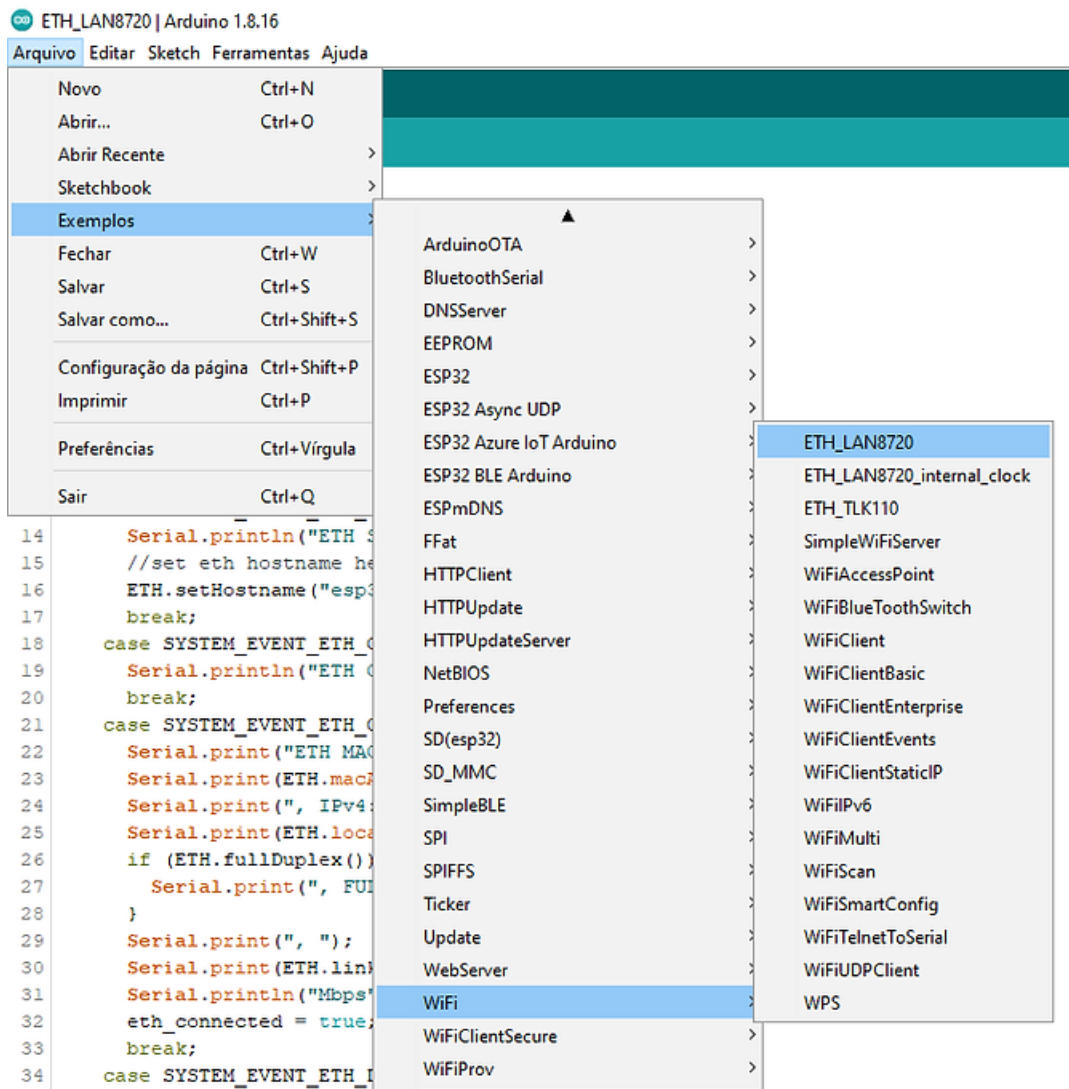 ETH_LAN8720 | Arduino 1.8.16
Arquivo Editar Sketch Ferramentas Ajuda
Novo Ctrl+N
Abrir... Ctrl+O
Abrir Recente
Sketchbook
Exemplos
Fechar Ctrl+W
Salvar Ctrl+S
Salvar como... Ctrl+Shift+S
Configuração da página Ctrl+Shift+P
Imprimir Ctrl+P
Preferências Ctrl+Vírgula
Sair Ctrl+Q
ArduinoOTA
BluetoothSerial
DNSServer
EEPROM
ESP32
ESP32 Async UDP
ESP32 Azure IoT Arduino
ESP32 BLE Arduino
ESPmDNS
FFat
HTTPClient
HTTPUpdate
HTTPUpdateServer
NetBIOS
Preferences
SD(esp32)
SD_MMC
SimpleBLE
SPI
SPIFFS
Ticker
Update
WebServer
WiFi
WiFiClientSecure
WiFiProv
ETH_LAN8720
ETH_LAN8720_internal_clock
ETH_TLK110
SimpleWiFiServer
WiFiAccessPoint
WiFiBlueToothSwitch
WiFiClient
WiFiClientBasic
WiFiClientEnterprise
WiFiClientEvents
WiFiClientStaticIP
WiFiIPv6
WiFiMulti
WiFiScan
WiFiSmartConfig
WiFiTelnetToSerial
WiFiUDPClient
WPS
14 Serial.println("ETH S
15 //set eth hostname he
16 ETH.setHostname("esp3
17 break;
18 case SYSTEM_EVENT_ETH_C
19 Serial.println("ETH C
20 break;
21 case SYSTEM_EVENT_ETH_G
22 Serial.print("ETH MAC
23 Serial.print(ETH.macA
24 Serial.print(", IPv4:
25 Serial.print(ETH.loca
26 if (ETH.fullDuplex())
27 Serial.print(", FUL
28 }
29 Serial.print(", ");
30 Serial.print(ETH.link
31 Serial.println("Mbps"
32 eth_connected = true;
33 break;
34 case SYSTEM_EVENT_ETH_D